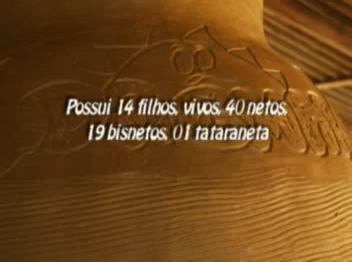 Possui 14 filhos, vivos, 40 netos,
19 bisnetos, 01 tataraneta